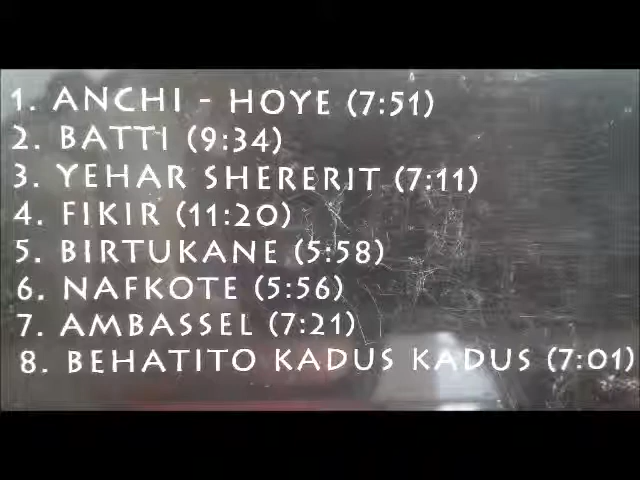 1. ANCHI - HOYE (7:51)
2. BATTI (9:34)
3. YEHAR SHERERIT (7:11)
4. FIKIR (11:20)
5. BIRTUKANE (5:58)
6. NAFKOTE (5:56)
7. AMBASSEL (7:21)
8. BEHATITO KADUS KADUS (7:01)